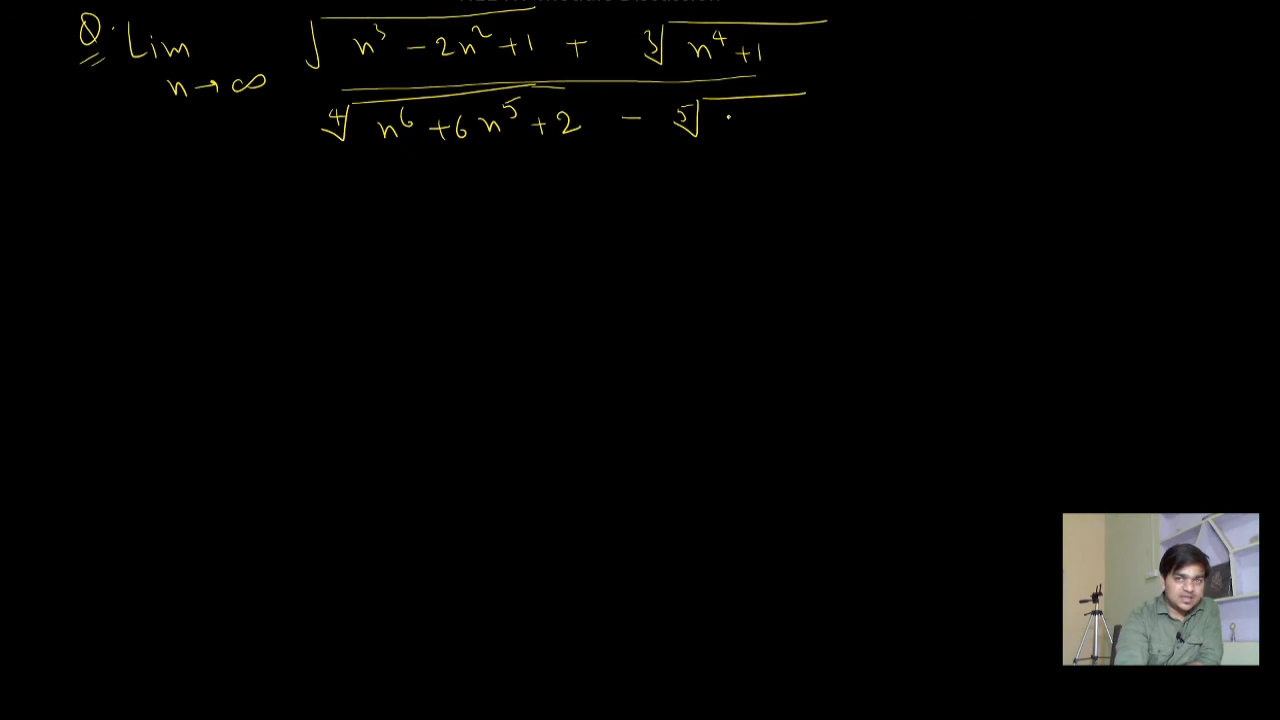 Q. Lim n→∞ √(n³ - 2n² + 1) + ∛(n⁴ + 1)
∜(n⁶ + 6n⁵ + 2) - ⁵√